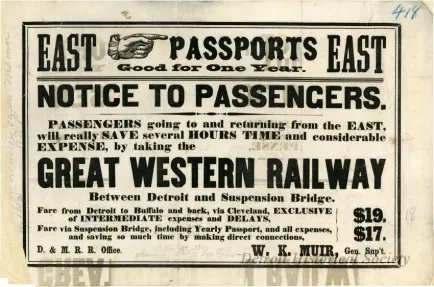 418
EAST PASSPORTS EAST
Good for One Year.
NOTICE TO PASSENGERS.
PASSENGERS going to and returning from the EAST,
will really SAVE several HOURS TIME and considerable
EXPENSE, by taking the
GREAT WESTERN RAILWAY
Between Detroit and Suspension Bridge.
Fare from Detroit to Buffalo and back, via Cleveland, EXCLUSIVE
of INTERMEDIATE expenses and DELAYS, $19.
Fare via Suspension Bridge, including Yearly Passport, and all expenses,
and saving so much time by making direct connections, $17.
D. & M. R. R. Office. W. K. MUIR, Gen. Sup't.
Detroit Historical Society